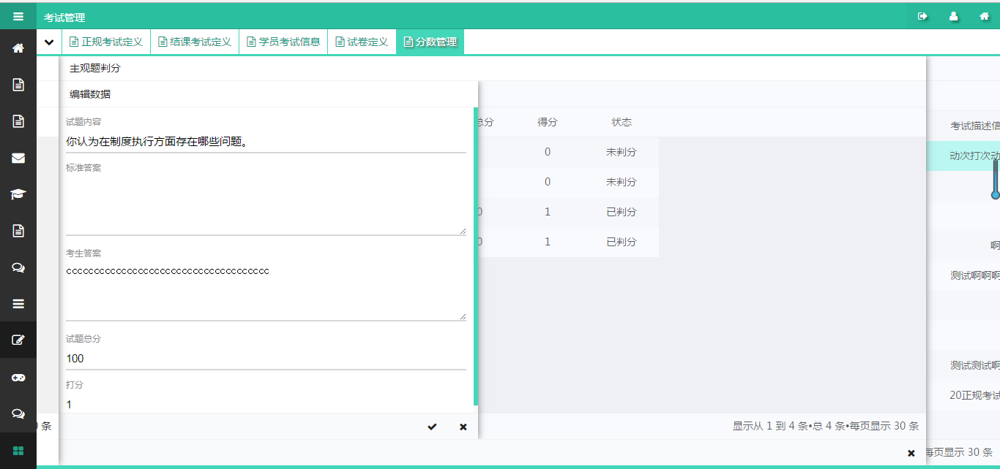 考试管理
正规考试定义 结课考试定义 学员考试信息 试卷定义 分数管理
主观题判分
编辑数据
试题内容
你认为在制度执行方面存在哪些问题。
标准答案
考生答案
ccccccccccccccccccccccccccccccccccccc
试题总分
100
打分
1
总分 得分 状态
0 未判分
0 未判分
0 1 已判分
0 1 已判分
考试描述信
动次打次动
啊
测试啊啊啊
测试测试啊
20正规考试
条
显示从 1 到 4 条•总 4 条•每页显示 30 条
每页显示 30 条